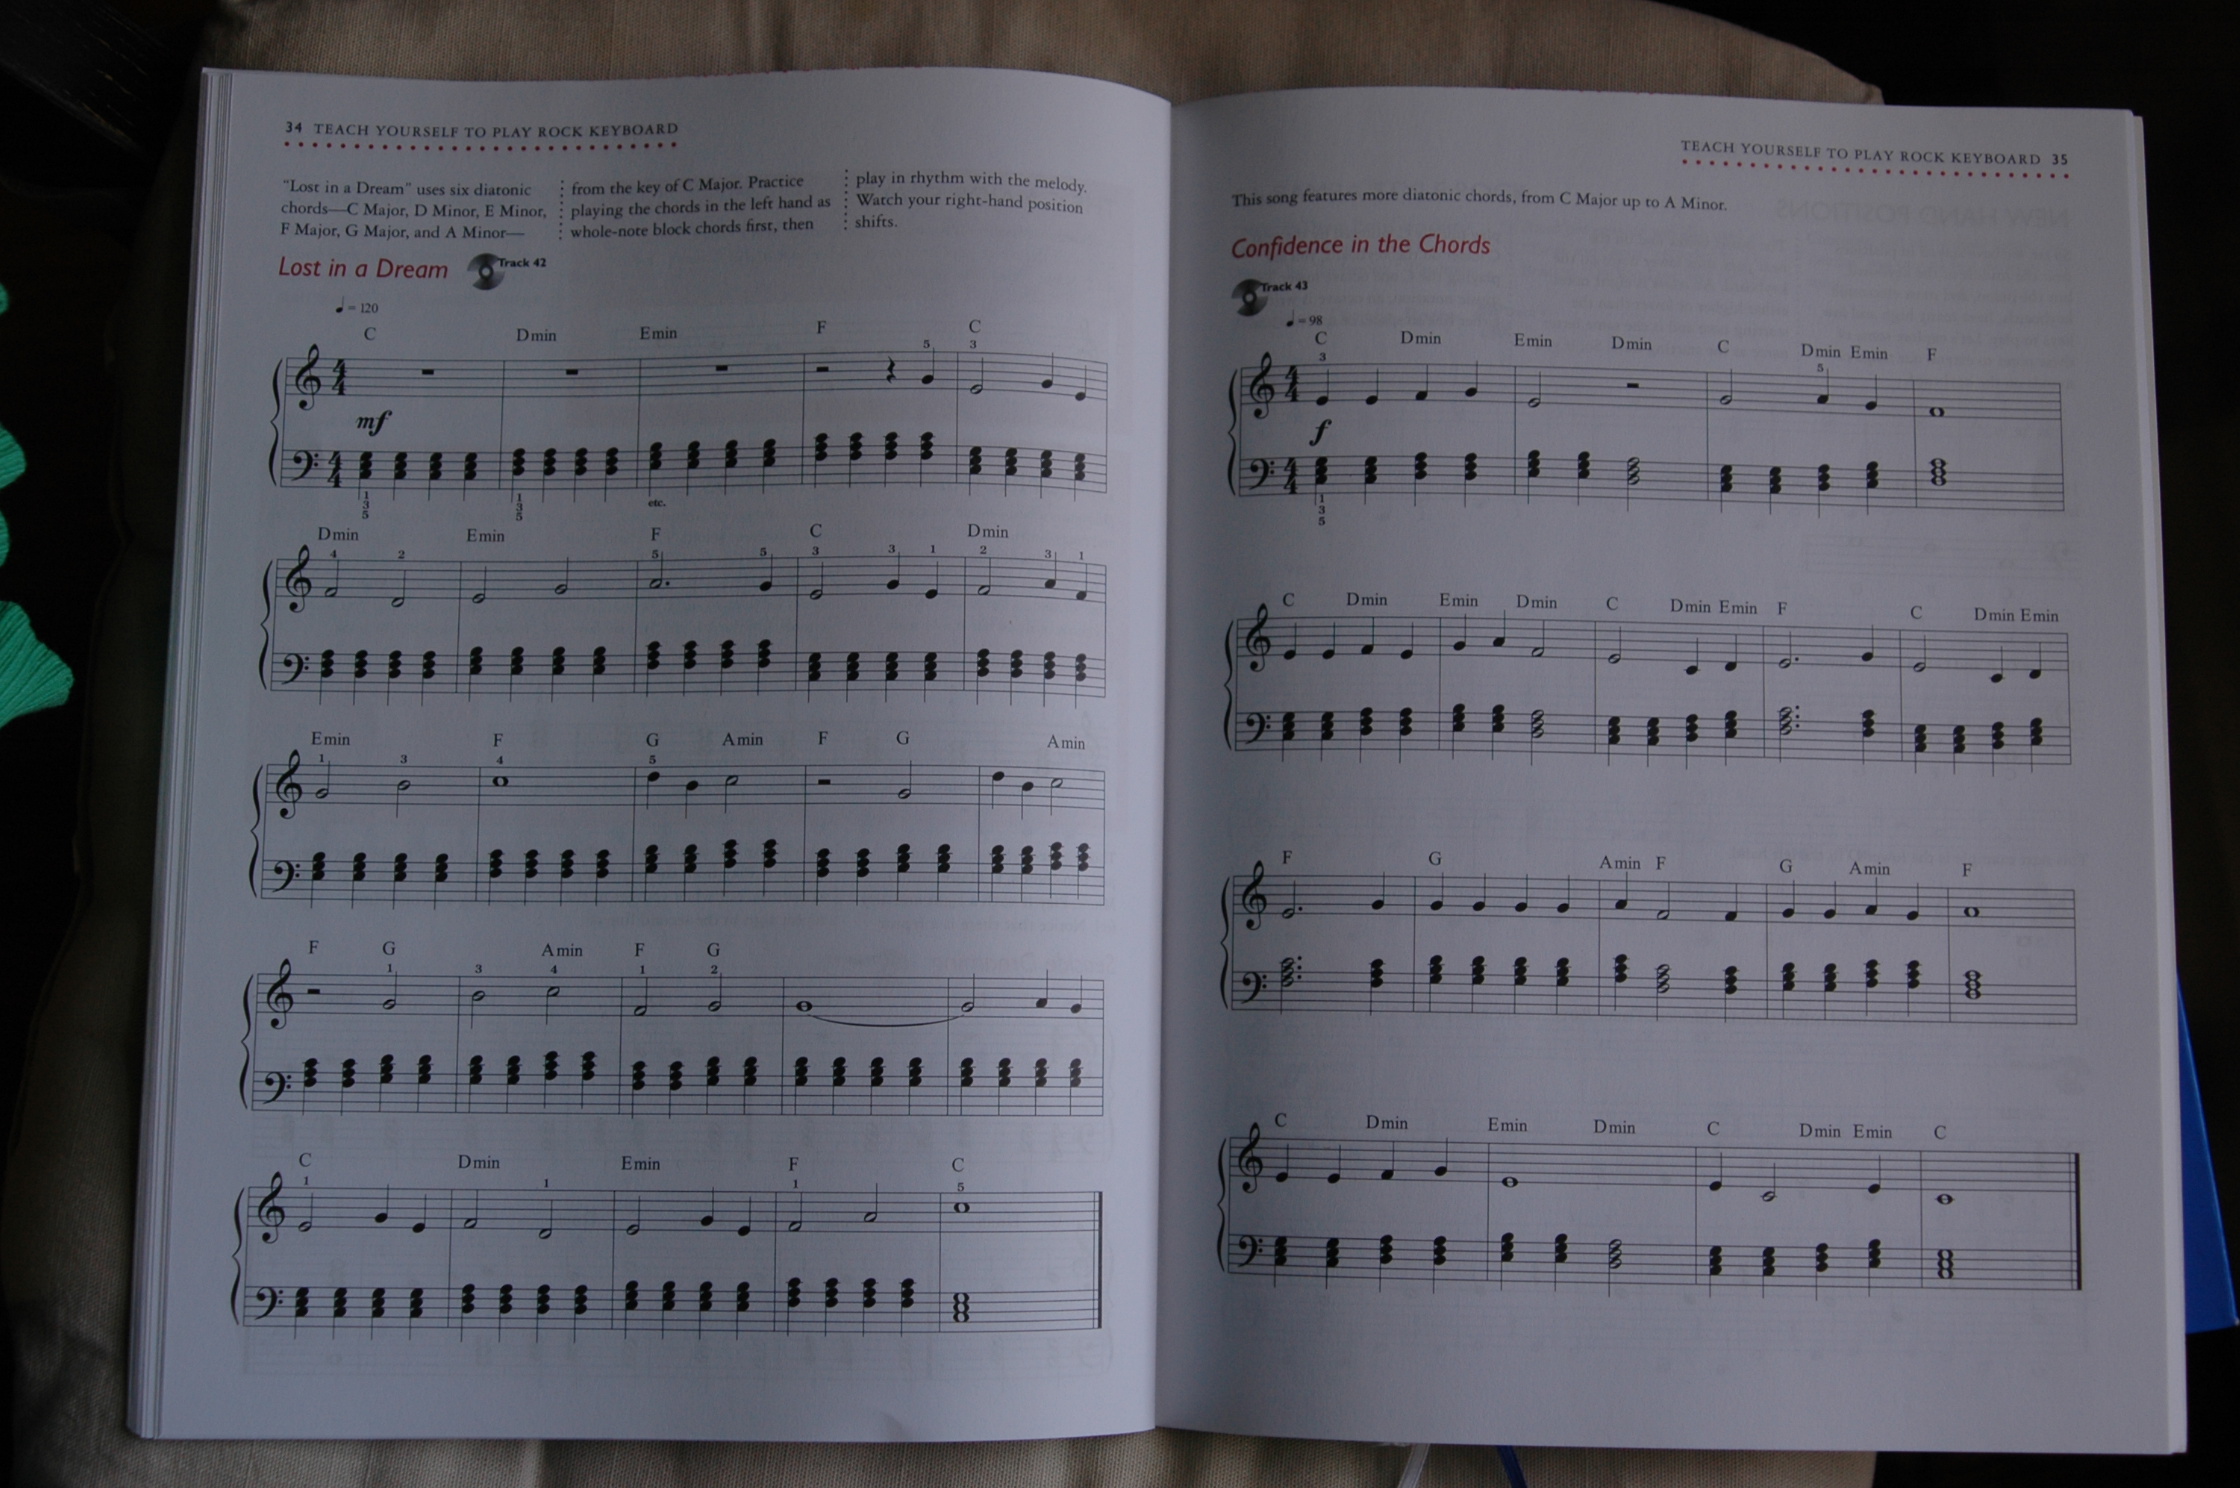 34 TEACH YOURSELF TO PLAY ROCK KEYBOARD
"Lost in a Dream" uses six diatonic
chords—C Major, D Minor, E Minor,
F Major, G Major, and A Minor—
from the key of C Major. Practice
playing the chords in the left hand as
whole-note block chords first, then
play in rhythm with the melody.
Watch your right-hand position
shifts.
Lost in a Dream Track 42
♩ = 120
C Dmin Emin F C
5 3
4 4 mf
4 4
1 3 5 1 3 5 etc.
Dmin Emin F C Dmin
4 2 5 5 3 3 1 2 3 1
Emin F G Amin F G Amin
1 3 4 5
F G Amin F G
1 3 4 1 2
C Dmin Emin F C
1 1 1 5
TEACH YOURSELF TO PLAY ROCK KEYBOARD 35
This song features more diatonic chords, from C Major up to A Minor.
Confidence in the Chords
Track 43
♩ = 98
C Dmin Emin Dmin C Dmin Emin F
3 5
4 4 f
4 4
1 3 5
C Dmin Emin Dmin C Dmin Emin F C Dmin Emin
F G Amin F G Amin F
C Dmin Emin Dmin C Dmin Emin C